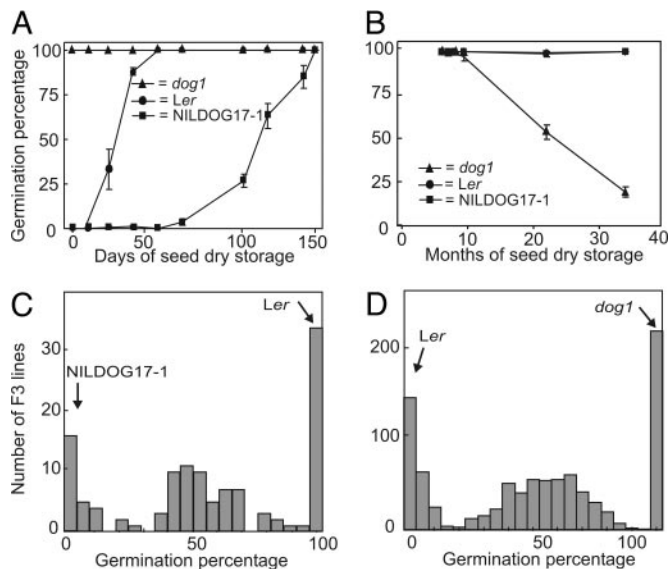 A
Germination percentage
100
75
50
25
0
▲ = dog1
● = Ler
■ = NILDOG17-1
0 50 100 150
Days of seed dry storage
B
100
75
50
25
▲ = dog1
● = Ler
■ = NILDOG17-1
0 10 20 30 40
Months of seed dry storage
C
Number of F3 lines
30
20
10
0
Ler
NILDOG17-1
0 50 100
Germination percentage
D
200
100
0
dog1
Ler
0 50 100
Germination percentage